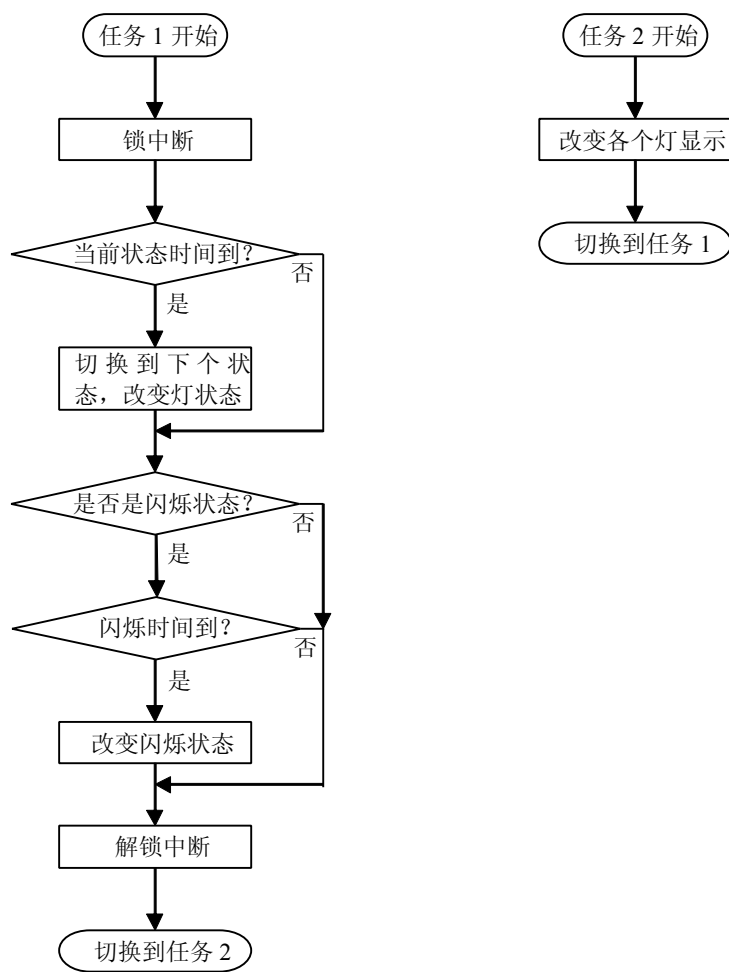 任务 1 开始
锁中断
当前状态时间到?
否
是
切换到下个状
态，改变灯状态
是否是闪烁状态?
否
是
闪烁时间到?
否
是
改变闪烁状态
解锁中断
切换到任务 2
任务 2 开始
改变各个灯显示
切换到任务 1